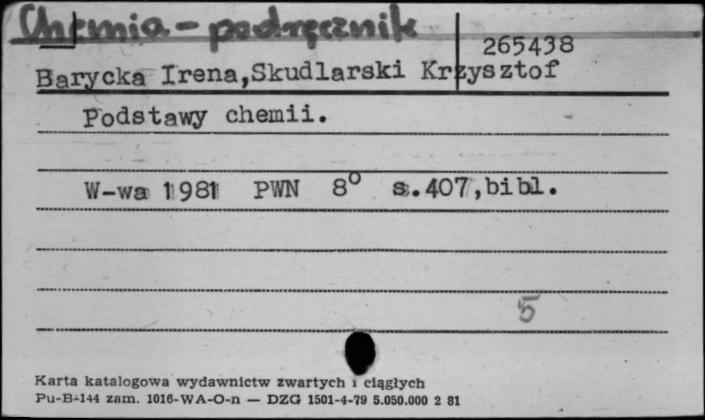 Chemia - podręcznik
265438
Barycka Irena,Skudlarski Krzysztof
Podstawy chemii.
W-wa 1981 PWN 8° s.407,bibl.
5
Karta katalogowa wydawnictw zwartych i ciągłych
Pu-B-144 zam. 1016-WA-O-n — DZG 1501-4-79 5.050.000 2 81